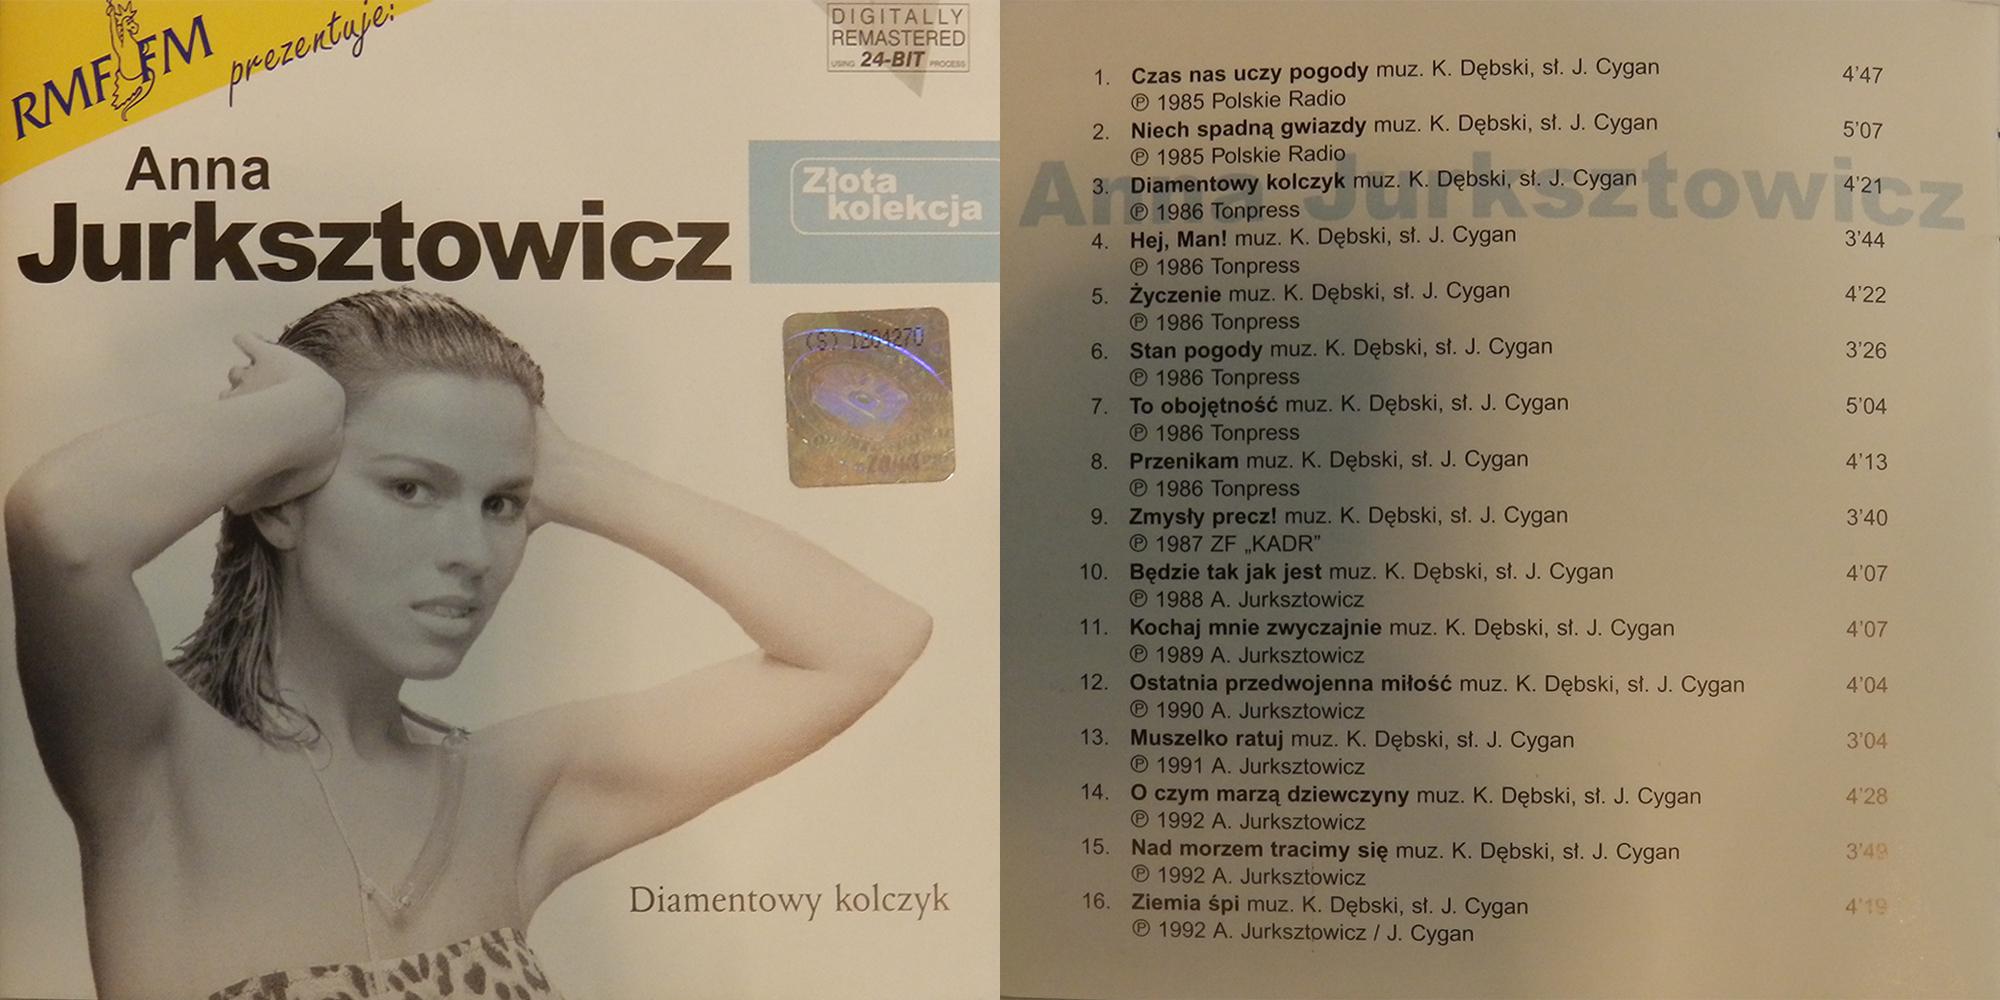 RMF FM prezentuje:
DIGITALLY
REMASTERED
USING 24-BIT PROCESS
Anna
Jurksztowicz
Złota
kolekcja
(S) 1204270
Diamentowy kolczyk
Anna Jurksztowicz
1. Czas nas uczy pogody muz. K. Dębski, sł. J. Cygan 4'47
℗ 1985 Polskie Radio
2. Niech spadną gwiazdy muz. K. Dębski, sł. J. Cygan 5'07
℗ 1985 Polskie Radio
3. Diamentowy kolczyk muz. K. Dębski, sł. J. Cygan 4'21
℗ 1986 Tonpress
4. Hej, Man! muz. K. Dębski, sł. J. Cygan 3'44
℗ 1986 Tonpress
5. Życzenie muz. K. Dębski, sł. J. Cygan 4'22
℗ 1986 Tonpress
6. Stan pogody muz. K. Dębski, sł. J. Cygan 3'26
℗ 1986 Tonpress
7. To obojętność muz. K. Dębski, sł. J. Cygan 5'04
℗ 1986 Tonpress
8. Przenikam muz. K. Dębski, sł. J. Cygan 4'13
℗ 1986 Tonpress
9. Zmysły precz! muz. K. Dębski, sł. J. Cygan 3'40
℗ 1987 ZF „KADR”
10. Będzie tak jak jest muz. K. Dębski, sł. J. Cygan 4'07
℗ 1988 A. Jurksztowicz
11. Kochaj mnie zwyczajnie muz. K. Dębski, sł. J. Cygan 4'07
℗ 1989 A. Jurksztowicz
12. Ostatnia przedwojenna miłość muz. K. Dębski, sł. J. Cygan 4'04
℗ 1990 A. Jurksztowicz
13. Muszelko ratuj muz. K. Dębski, sł. J. Cygan 3'04
℗ 1991 A. Jurksztowicz
14. O czym marzą dziewczyny muz. K. Dębski, sł. J. Cygan 4'28
℗ 1992 A. Jurksztowicz
15. Nad morzem tracimy się muz. K. Dębski, sł. J. Cygan 3'49
℗ 1992 A. Jurksztowicz
16. Ziemia śpi muz. K. Dębski, sł. J. Cygan 4'19
℗ 1992 A. Jurksztowicz / J. Cygan